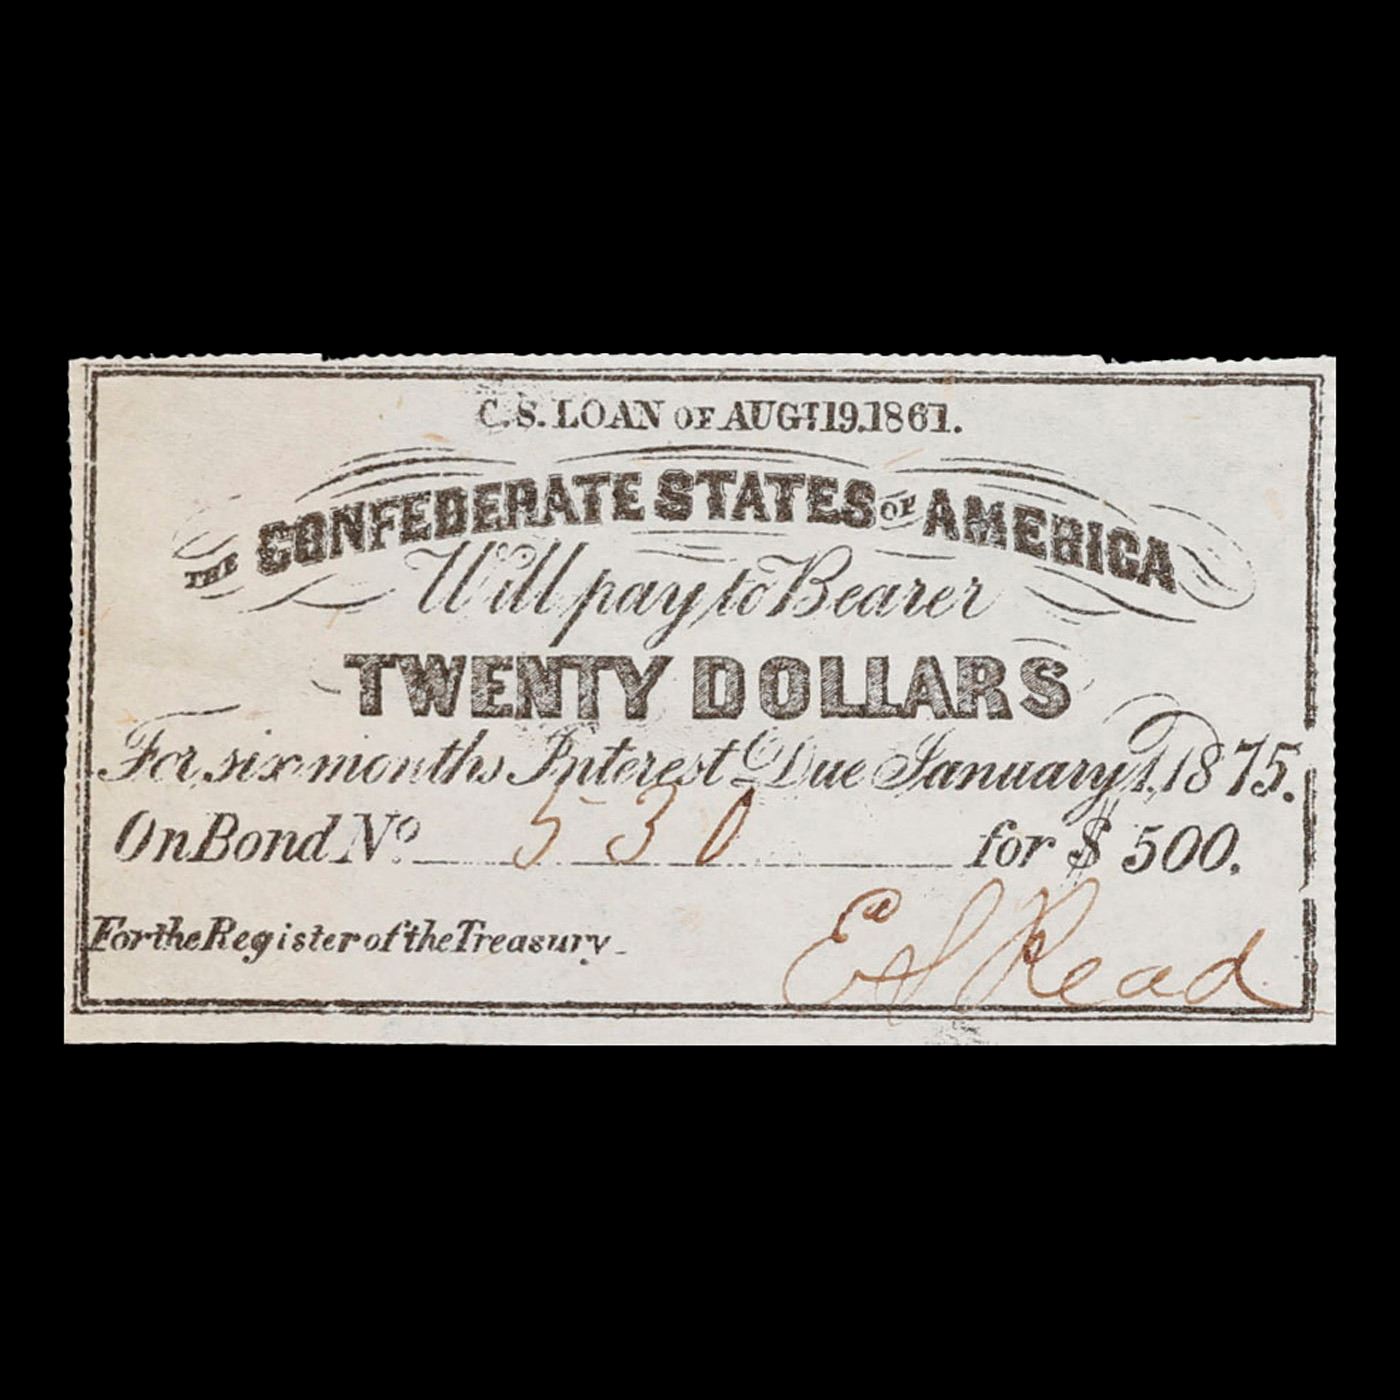 C. S. LOAN OF AUGT. 19. 1861.
THE CONFEDERATE STATES OF AMERICA
Will pay to Bearer
TWENTY DOLLARS
For six months Interest Due January 1, 1875.
On Bond No. 530 for $ 500.
For the Register of the Treasury.
Ed S Read